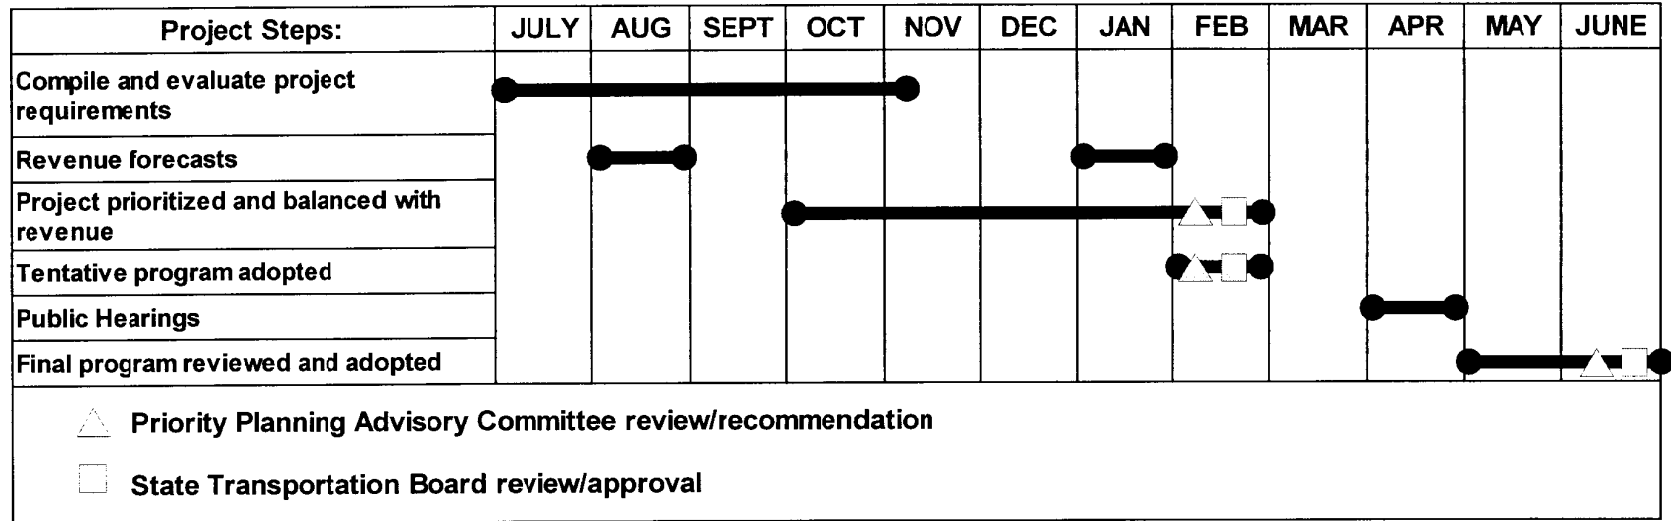 Project Steps: JULY AUG SEPT OCT NOV DEC JAN FEB MAR APR MAY JUNE
Compile and evaluate project
requirements
Revenue forecasts
Project prioritized and balanced with
revenue
Tentative program adopted
Public Hearings
Final program reviewed and adopted
Priority Planning Advisory Committee review/recommendation
State Transportation Board review/approval